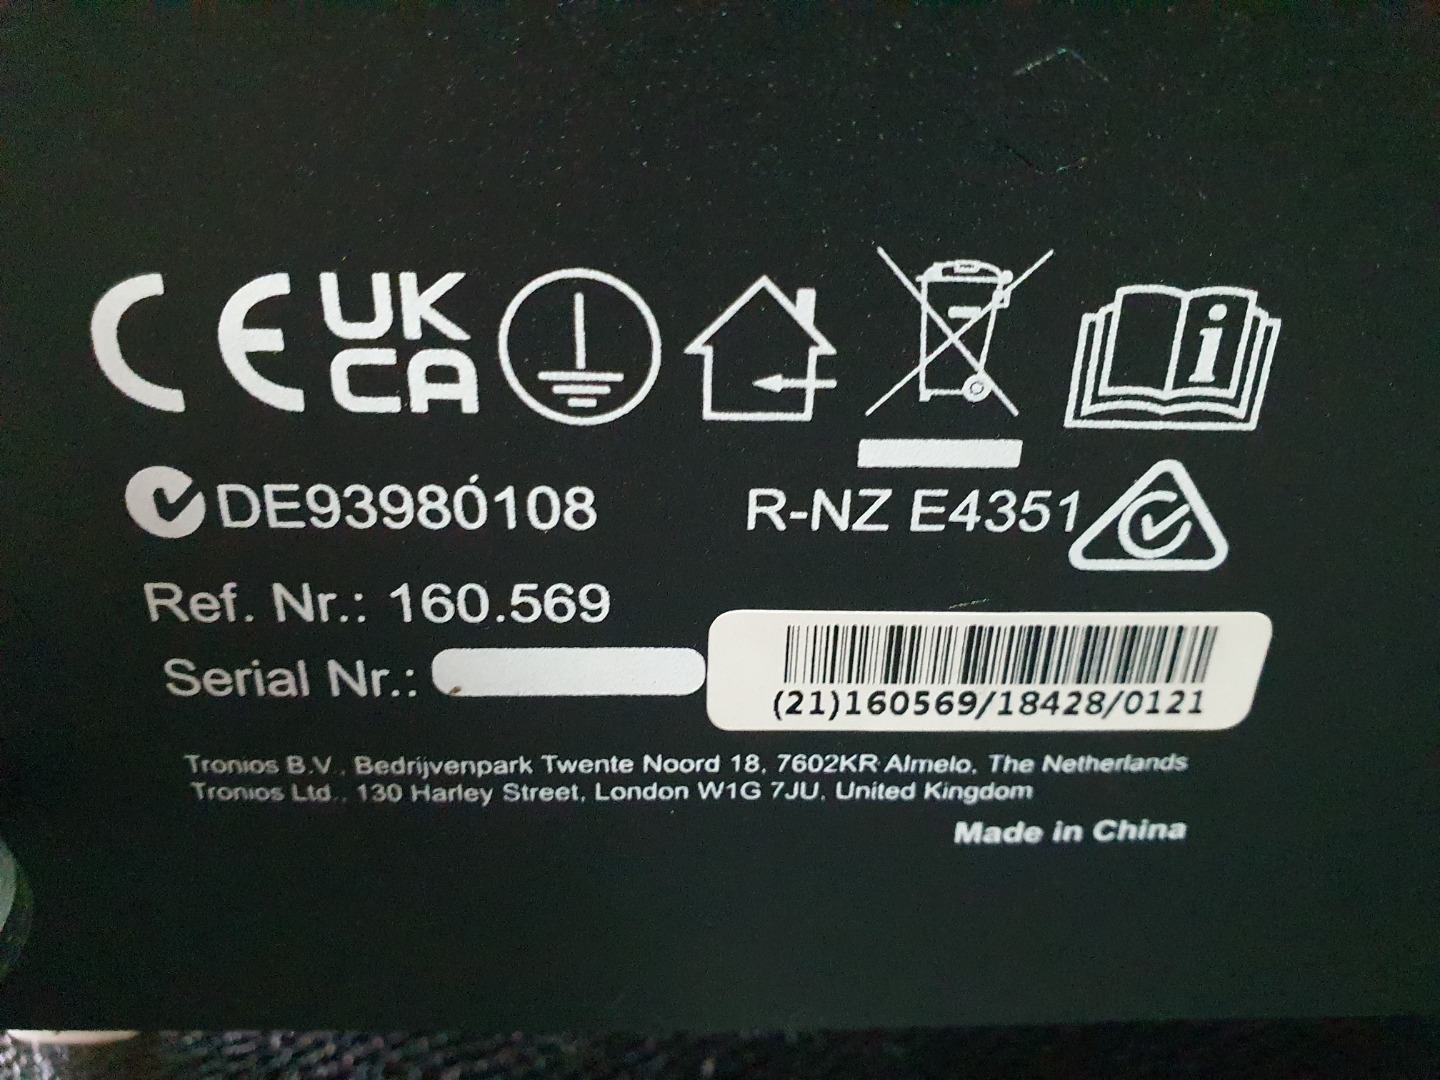 CE UK
CA
DE93980108
R-NZ E4351
Ref. Nr.: 160.569
Serial Nr.:
(21)160569/18428/0121
Tronios B.V., Bedrijvenpark Twente Noord 18, 7602KR Almelo, The Netherlands
Tronios Ltd., 130 Harley Street, London W1G 7JU, United Kingdom
Made in China